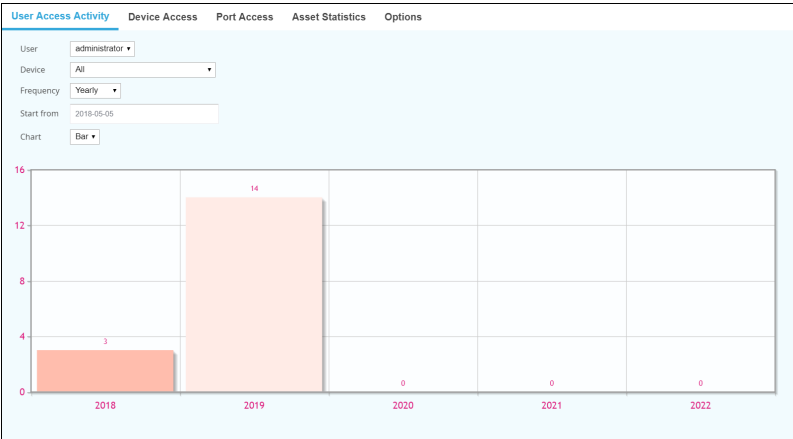 User Access Activity Device Access Port Access Asset Statistics Options
User administrator
Device All
Frequency Yearly
Start from 2018-05-05
Chart Bar
16
14
12
8
4
3
0
0 0 0
2018 2019 2020 2021 2022